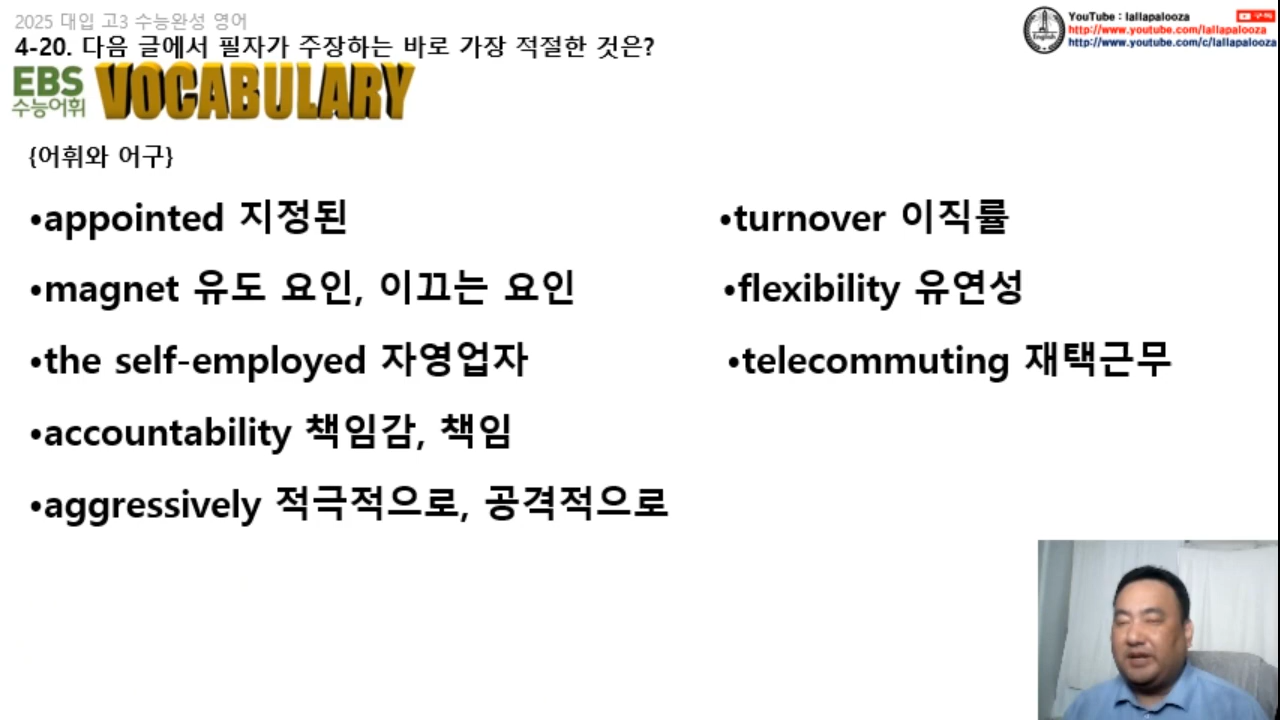 2025 대입 고3 수능완성 영어
4-20. 다음 글에서 필자가 주장하는 바로 가장 적절한 것은?
EBS
수능어휘
VOCABULARY
YouTube : lallapalooza
구독
http://www.youtube.com/lallapalooza
http://www.youtube.com/c/lallapalooza
English
{어휘와 어구}
•appointed 지정된
•magnet 유도 요인, 이끄는 요인
•the self-employed 자영업자
•accountability 책임감, 책임
•aggressively 적극적으로, 공격적으로
•turnover 이직률
•flexibility 유연성
•telecommuting 재택근무